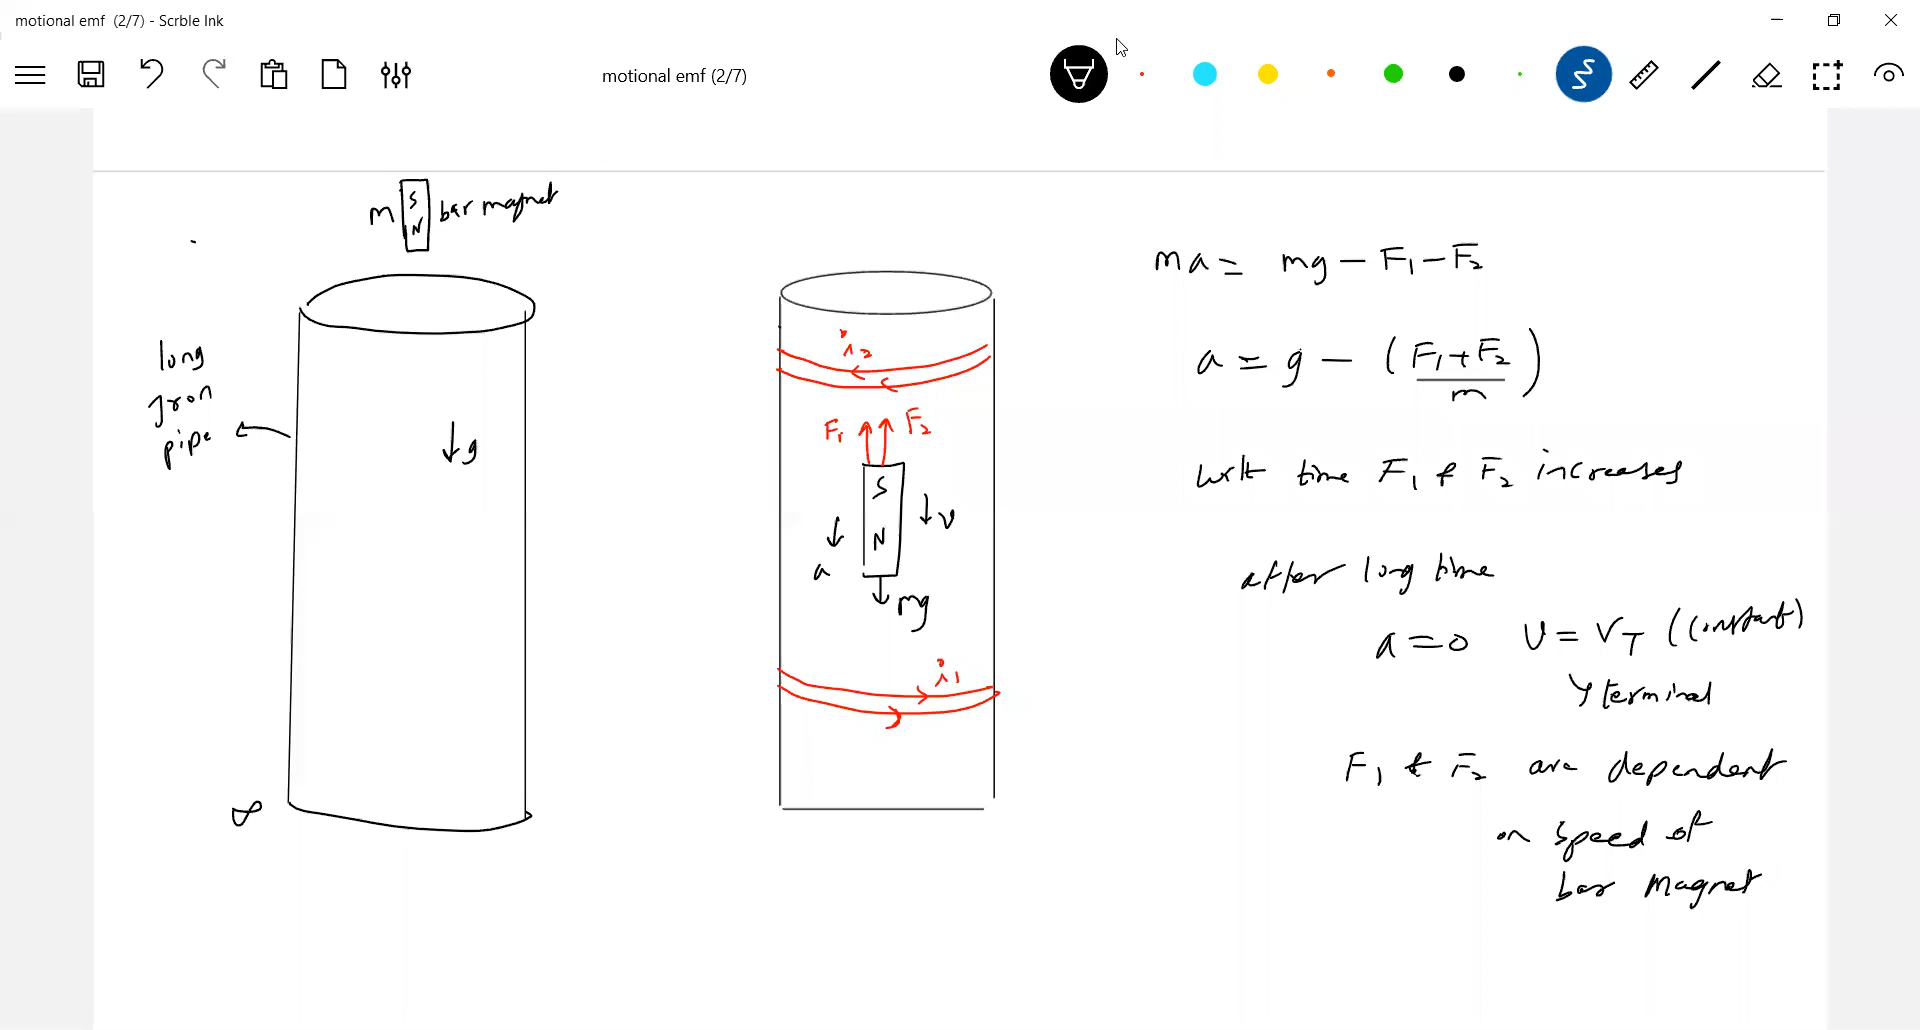 motional emf (2/7) - Scrble Ink
motional emf (2/7)
m
S
N
bar magnet
long
Iron
pipe
↓g
∞
i2
F1
F2
S
N
↓v
↓
a
mg
i1
ma = mg - F1 - F2
a = g - (F1 + F2 / m)
wrt time F1 & F2 increases
after long time
a = 0 v = vT (constant)
terminal
F1 & F2 are dependent
on speed of
bar magnet